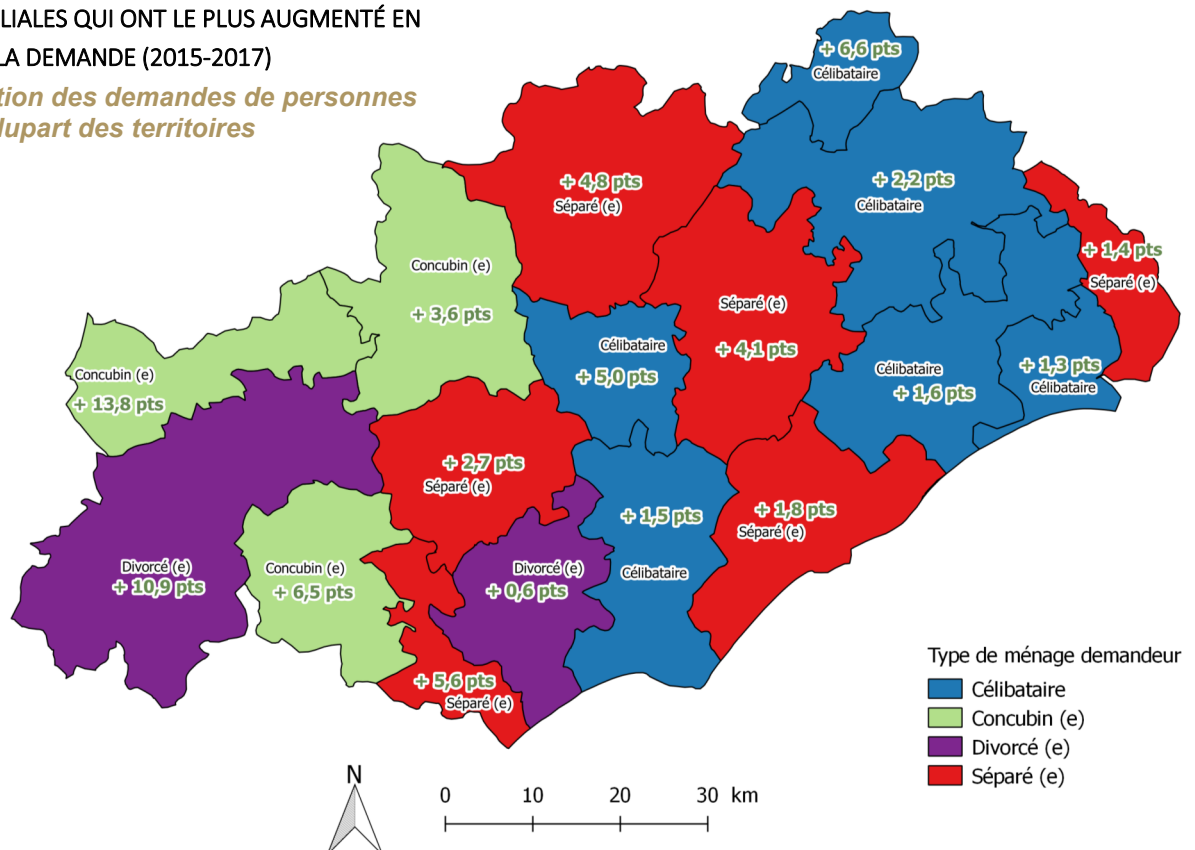 LIALES QUI ONT LE PLUS AUGMENTÉ EN
LA DEMANDE (2015-2017)
tion des demandes de personnes
lupart des territoires
+ 6,6 pts
Célibataire
+ 4,8 pts
Séparé (e)
+ 2,2 pts
Célibataire
+ 1,4 pts
Séparé (e)
Concubin (e)
+ 3,6 pts
Séparé (e)
+ 4,1 pts
Célibataire
+ 5,0 pts
Célibataire
+ 1,6 pts
+ 1,3 pts
Célibataire
Concubin (e)
+ 13,8 pts
+ 2,7 pts
Séparé (e)
+ 1,5 pts
Célibataire
+ 1,8 pts
Séparé (e)
Divorcé (e)
+ 10,9 pts
Concubin (e)
+ 6,5 pts
Divorcé (e)
+ 0,6 pts
+ 5,6 pts
Séparé (e)
Type de ménage demandeur
Célibataire
Concubin (e)
Divorcé (e)
Séparé (e)
N
0 10 20 30 km